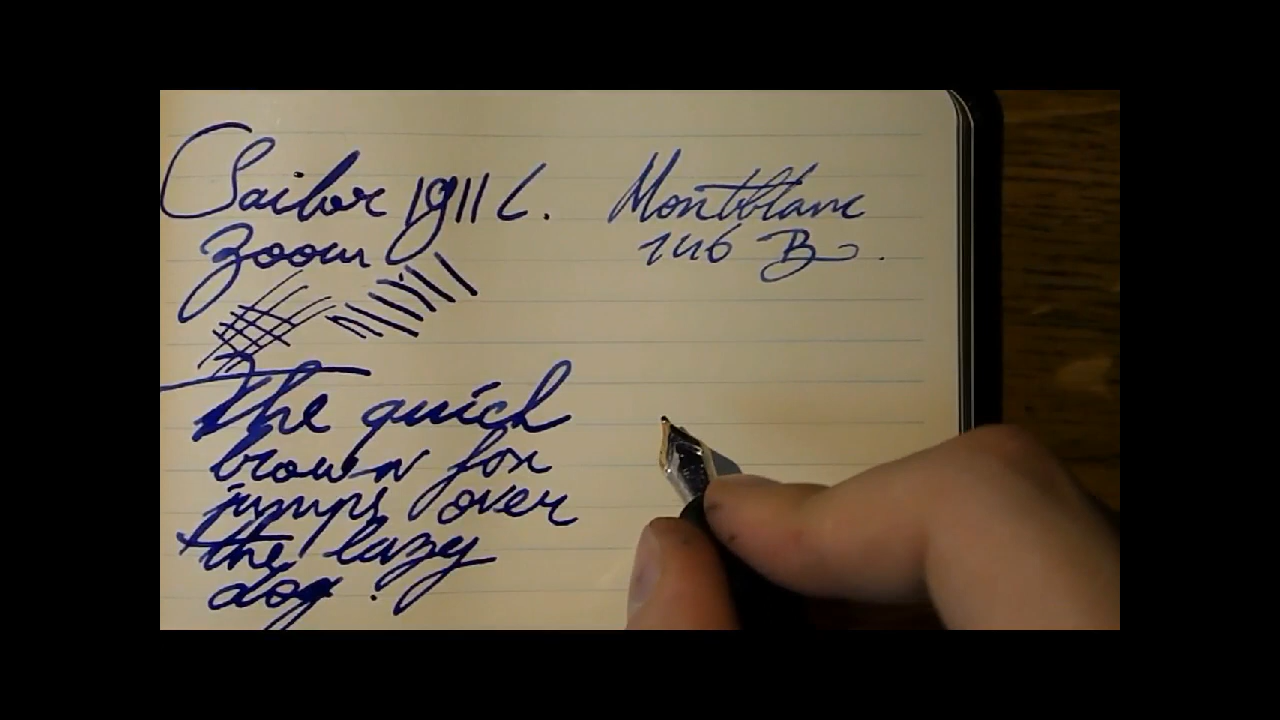 Sailor 1911 L.
Zoom
Montblanc
146 B.
The quick
brown fox
jumps over
the lazy
dog.